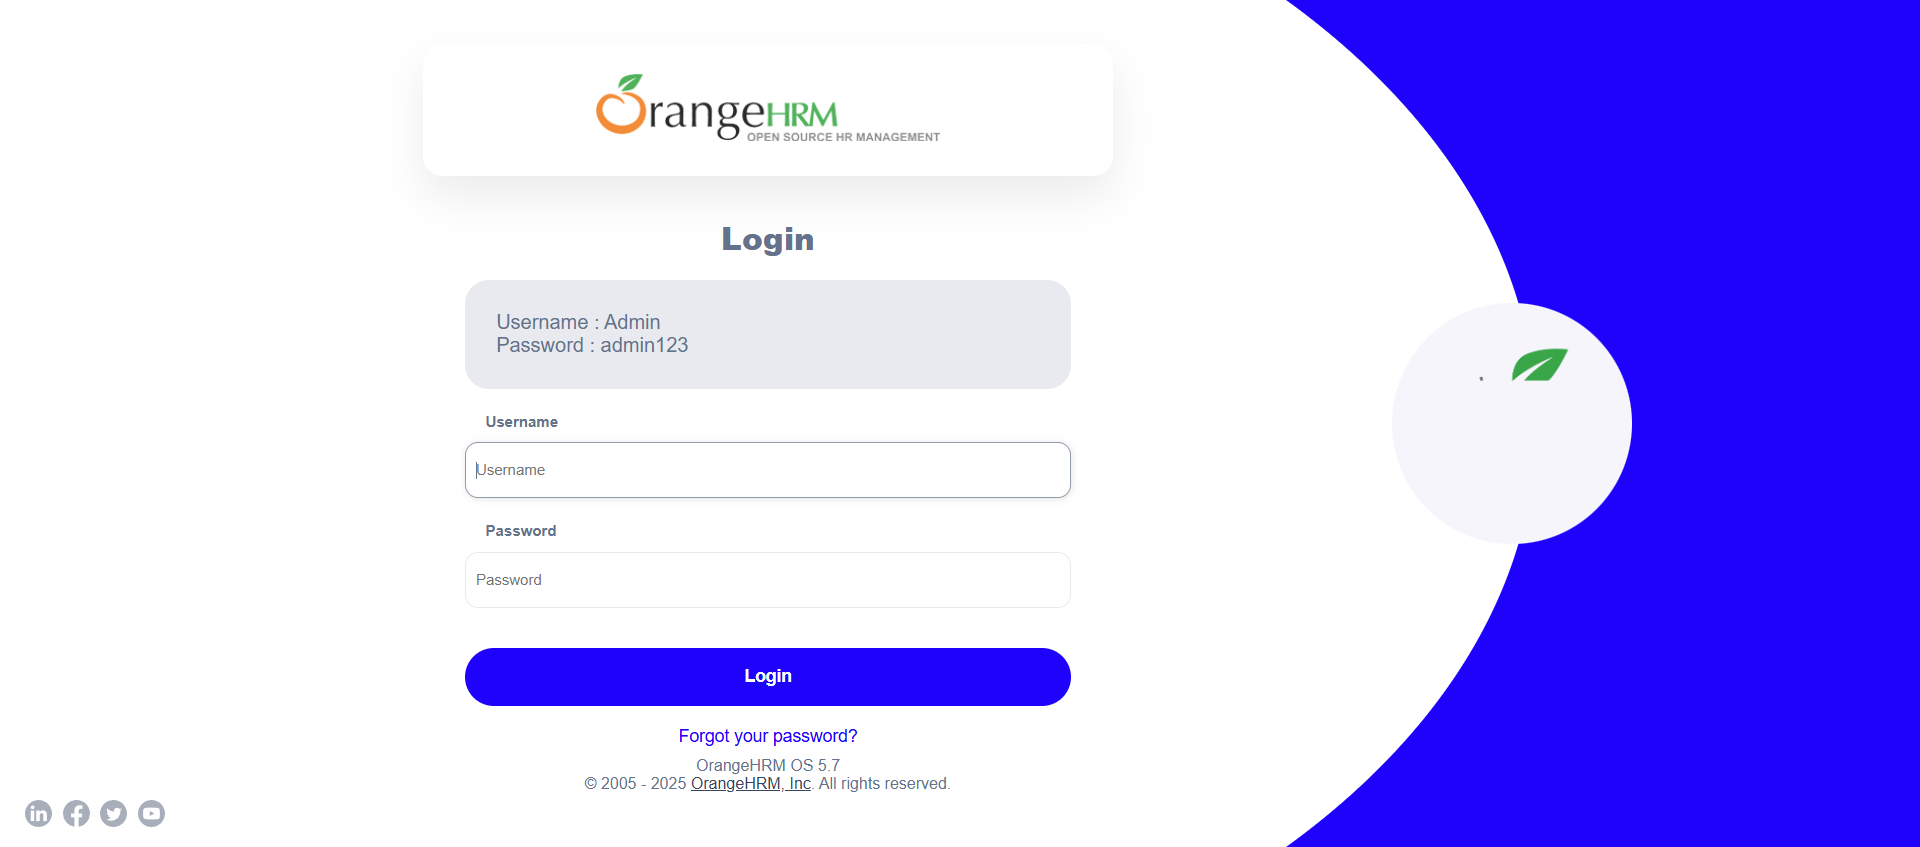 OrangeHRM
OPEN SOURCE HR MANAGEMENT
Login
Username : Admin
Password : admin123
Username
Username
Password
Password
Login
Forgot your password?
OrangeHRM OS 5.7
© 2005 - 2025 OrangeHRM, Inc. All rights reserved.
in